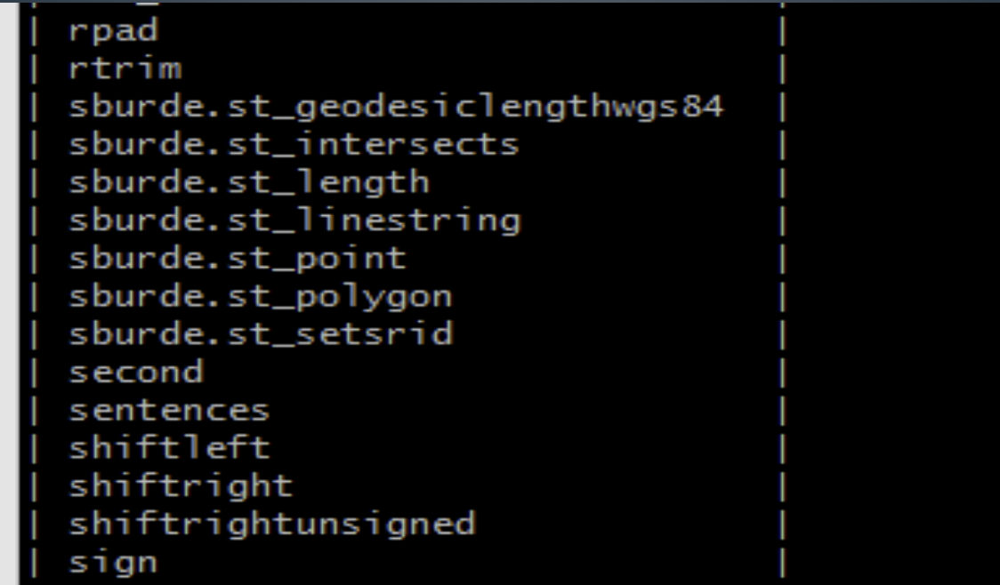 | rpad |
| rtrim |
| sburde.st_geodesiclengthwgs84 |
| sburde.st_intersects |
| sburde.st_length |
| sburde.st_linestring |
| sburde.st_point |
| sburde.st_polygon |
| sburde.st_setsrid |
| second |
| sentences |
| shiftleft |
| shiftright |
| shiftrightunsigned |
| sign |